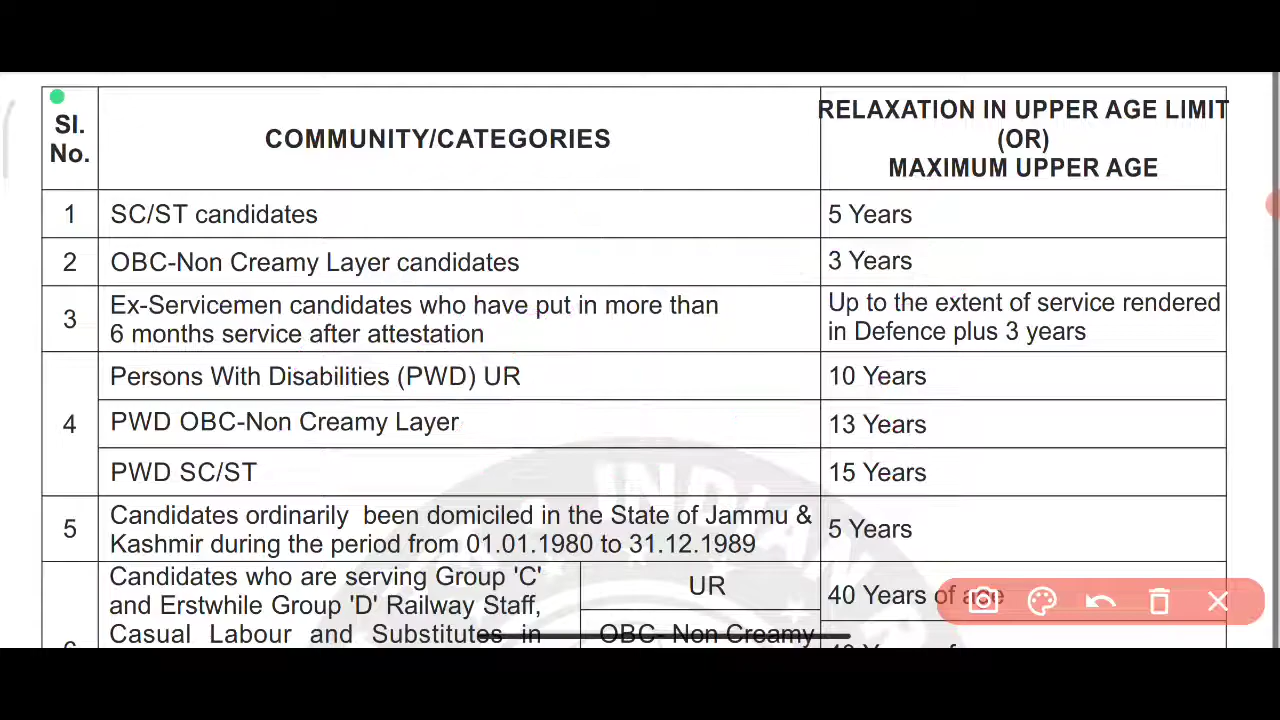 Sl.
No.
COMMUNITY/CATEGORIES
RELAXATION IN UPPER AGE LIMIT
(OR)
MAXIMUM UPPER AGE
1
SC/ST candidates
5 Years
2
OBC-Non Creamy Layer candidates
3 Years
3
Ex-Servicemen candidates who have put in more than
6 months service after attestation
Up to the extent of service rendered
in Defence plus 3 years
4
Persons With Disabilities (PWD) UR
10 Years
PWD OBC-Non Creamy Layer
13 Years
PWD SC/ST
15 Years
5
Candidates ordinarily been domiciled in the State of Jammu &
Kashmir during the period from 01.01.1980 to 31.12.1989
5 Years
Candidates who are serving Group 'C'
and Erstwhile Group 'D' Railway Staff,
Casual Labour and Substitutes in
UR
40 Years of age
OBC- Non Creamy
INDIAN